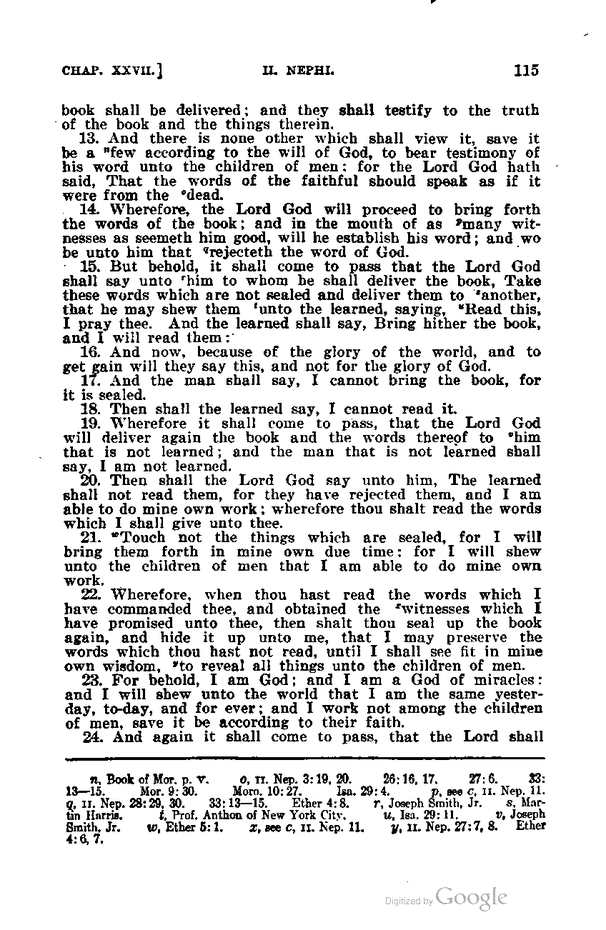 CHAP. XXVII.] II. NEPHI. 115
book shall be delivered; and they shall testify to the truth
of the book and the things therein.
13. And there is none other which shall view it, save it
be a ⁿfew according to the will of God, to bear testimony of
his word unto the children of men: for the Lord God hath
said, That the words of the faithful should speak as if it
were from the ᵒdead.
14. Wherefore, the Lord God will proceed to bring forth
the words of the book; and in the mouth of as ᵖmany wit-
nesses as seemeth him good, will he establish his word; and wo
be unto him that qrejecteth the word of God.
15. But behold, it shall come to pass that the Lord God
shall say unto ʳhim to whom he shall deliver the book, Take
these words which are not sealed and deliver them to ˢanother,
that he may shew them ᵗunto the learned, saying, ᵘRead this,
I pray thee. And the learned shall say, Bring hither the book,
and I will read them:
16. And now, because of the glory of the world, and to
get gain will they say this, and not for the glory of God.
17. And the man shall say, I cannot bring the book, for
it is sealed.
18. Then shall the learned say, I cannot read it.
19. Wherefore it shall come to pass, that the Lord God
will deliver again the book and the words thereof to ᵛhim
that is not learned; and the man that is not learned shall
say, I am not learned.
20. Then shall the Lord God say unto him, The learned
shall not read them, for they have rejected them, and I am
able to do mine own work; wherefore thou shalt read the words
which I shall give unto thee.
21. ʷTouch not the things which are sealed, for I will
bring them forth in mine own due time: for I will shew
unto the children of men that I am able to do mine own
work.
22. Wherefore, when thou hast read the words which I
have commanded thee, and obtained the ˣwitnesses which I
have promised unto thee, then shalt thou seal up the book
again, and hide it up unto me, that I may preserve the
words which thou hast not read, until I shall see fit in mine
own wisdom, ʸto reveal all things unto the children of men.
23. For behold, I am God; and I am a God of miracles:
and I will shew unto the world that I am the same yester-
day, to-day, and for ever; and I work not among the children
of men, save it be according to their faith.
24. And again it shall come to pass, that the Lord shall
n, Book of Mor. p. v. o, II. Nep. 3:19, 20. 26:16, 17. 27:6. 33:
13—15. Mor. 9:30. Moro. 10:27. Isa. 29:4. p, see c, II. Nep. 11.
q, II. Nep. 28:29, 30. 33:13—15. Ether 4:8. r, Joseph Smith, Jr. s, Mar-
tin Harris. t, Prof. Anthon of New York City. u, Isa. 29:11. v, Joseph
Smith, Jr. w, Ether 5:1. x, see c, II. Nep. 11. y, II. Nep. 27:7, 8. Ether
4:6, 7.
Digitized by Google